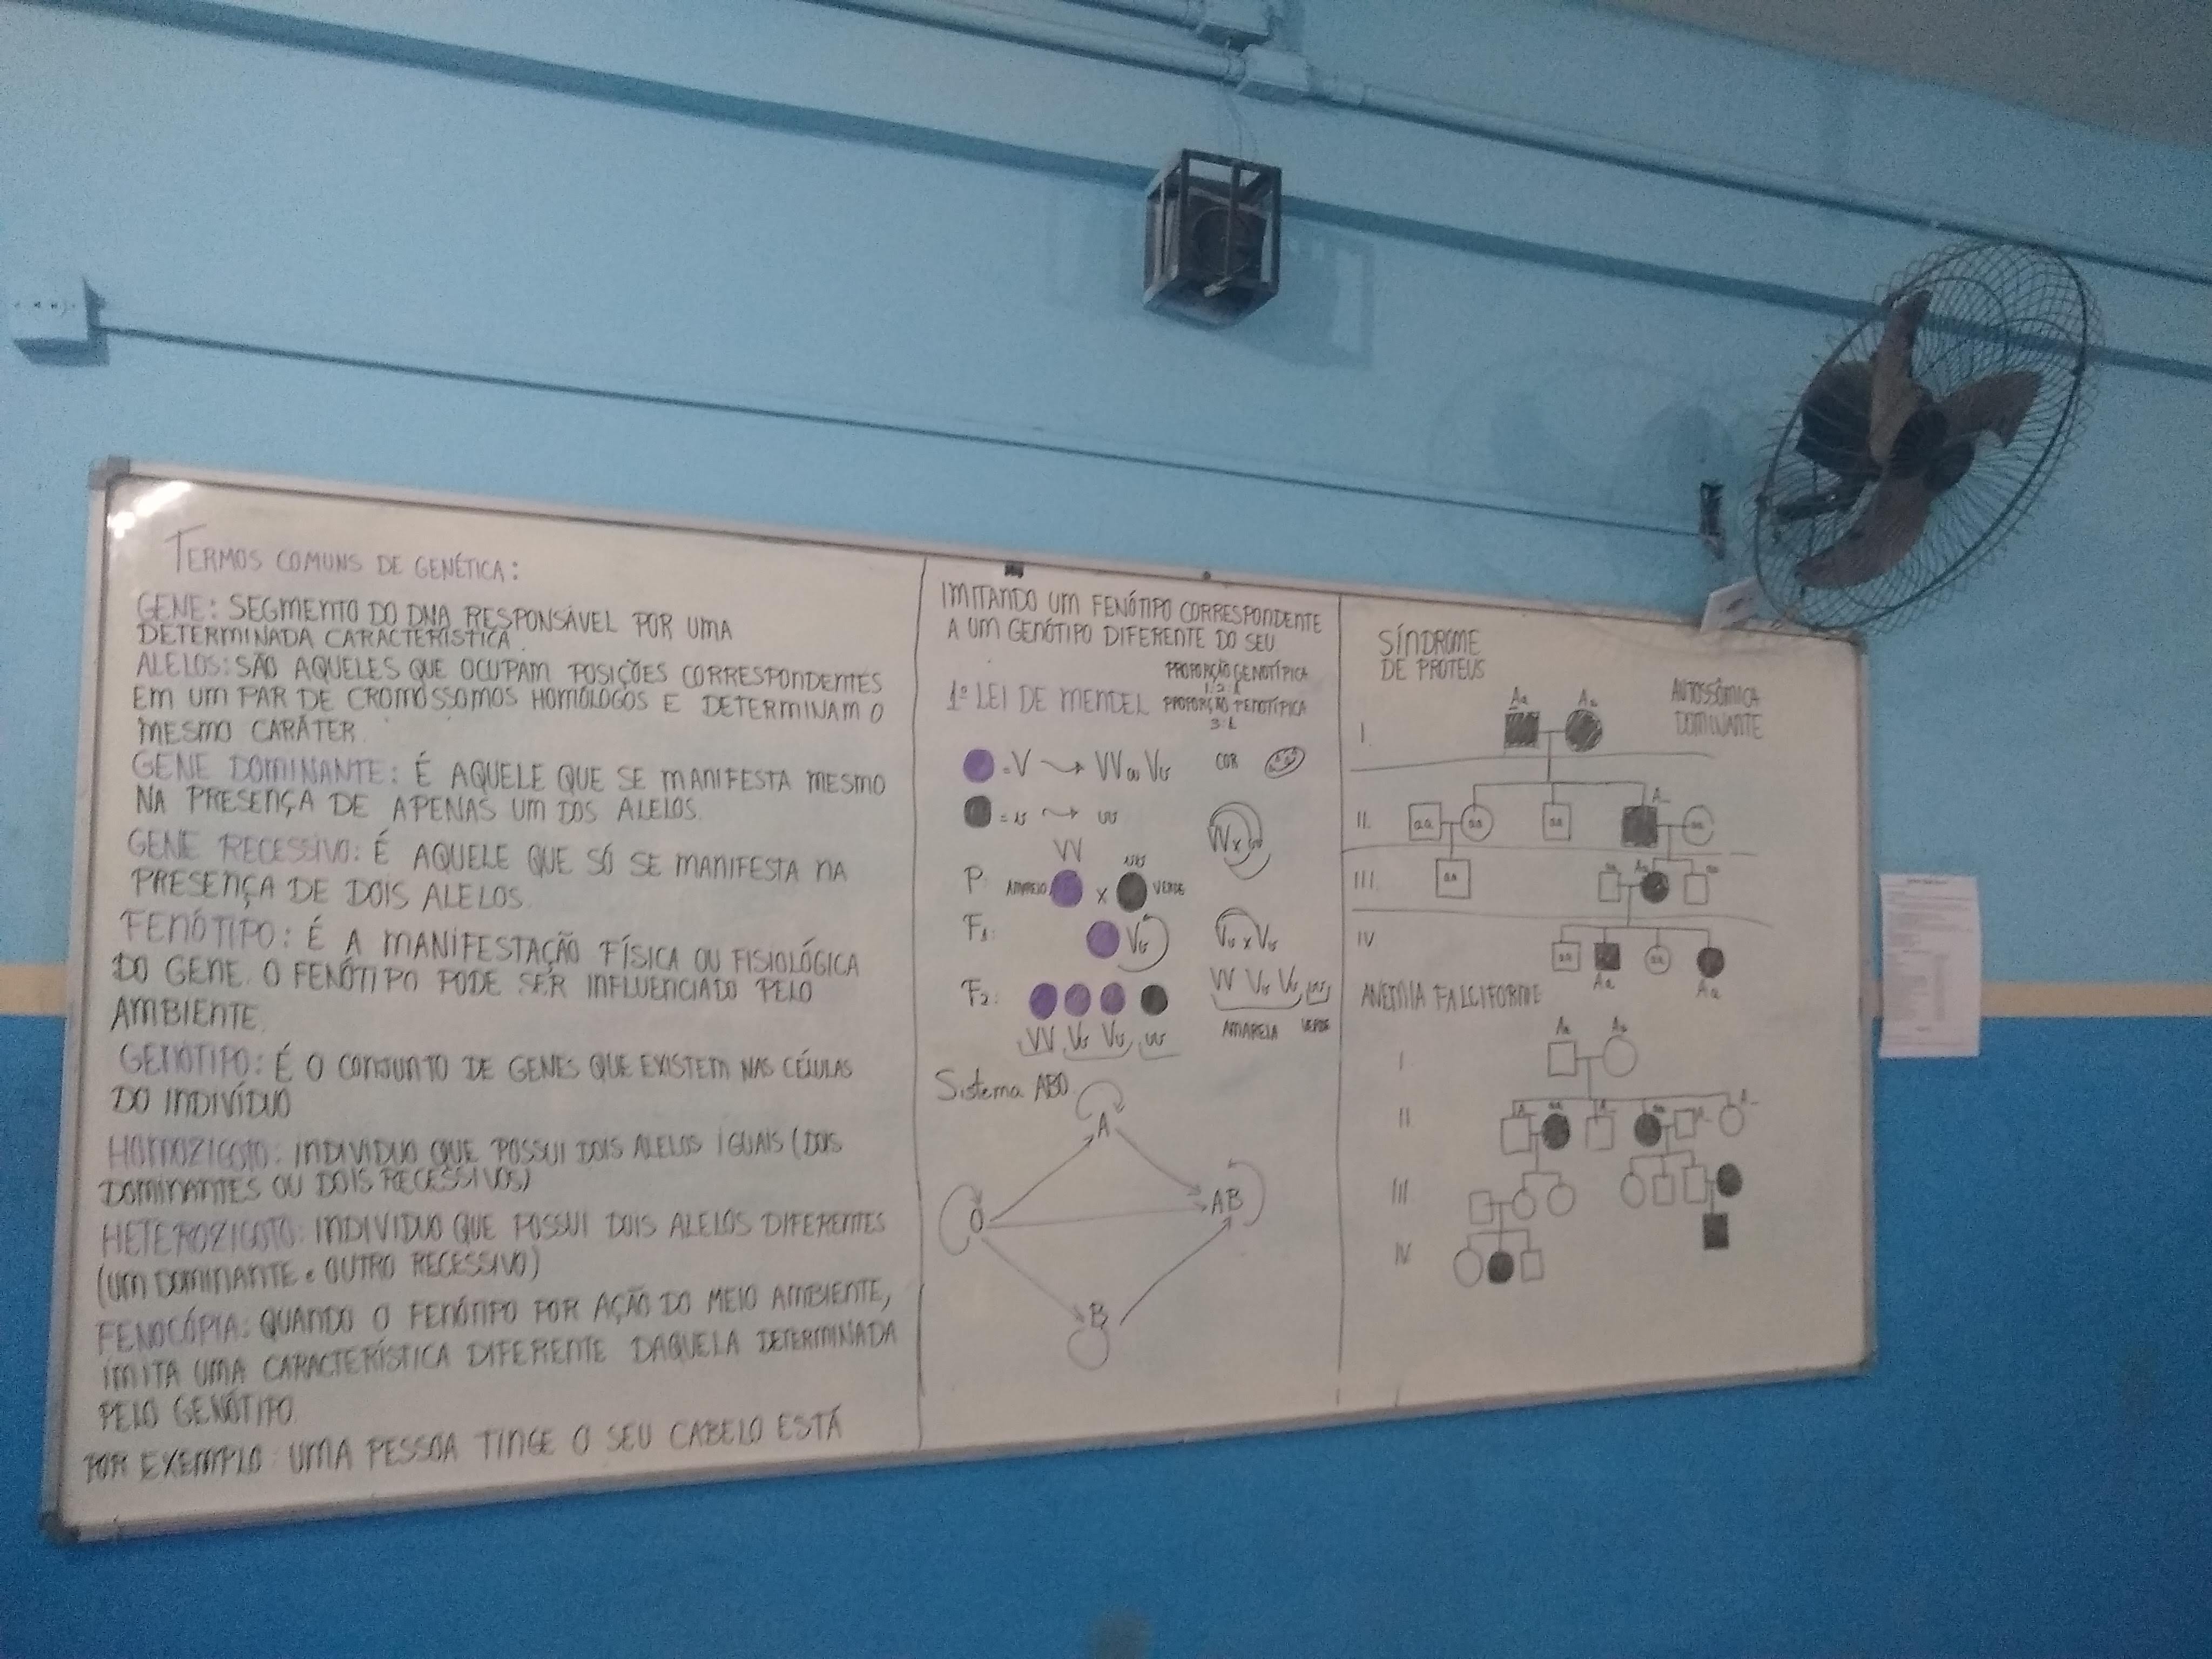 TERMOS COMUNS DE GENÉTICA:
GENE: SEGMENTO DO DNA RESPONSÁVEL POR UMA
DETERMINADA CARACTERÍSTICA.
ALELOS: SÃO AQUELES QUE OCUPAM POSIÇÕES CORRESPONDENTES
EM UM PAR DE CROMOSSOMOS HOMÓLOGOS E DETERMINAM O
MESMO CARÁTER.
GENE DOMINANTE: É AQUELE QUE SE MANIFESTA MESMO
NA PRESENÇA DE APENAS UM DOS ALELOS.
GENE RECESSIVO: É AQUELE QUE SÓ SE MANIFESTA NA
PRESENÇA DE DOIS ALELOS.
FENÓTIPO: É A MANIFESTAÇÃO FÍSICA OU FISIOLÓGICA
DO GENE. O FENÓTIPO PODE SER INFLUENCIADO PELO
AMBIENTE.
GENÓTIPO: É O CONJUNTO DE GENES QUE EXISTEM NAS CÉLULAS
DO INDIVÍDUO
HOMOZIGOTO: INDIVIDUO QUE POSSUI DOIS ALELOS IGUAIS (DOIS
DOMINANTES OU DOIS RECESSIVOS)
HETEROZIGOTO: INDIVIDUO QUE POSSUI DOIS ALELOS DIFERENTES
(UM DOMINANTE e OUTRO RECESSIVO)
FENOCÓPIA: QUANDO O FENÓTIPO POR AÇÃO DO MEIO AMBIENTE,
IMITA UMA CARACTERÍSTICA DIFERENTE DAQUELA DETERMINADA
PELO GENÓTIPO.
POR EXEMPLO: UMA PESSOA TINGE O SEU CABELO ESTÁ
IMITANDO UM FENÓTIPO CORRESPONDENTE
A UM GENÓTIPO DIFERENTE DO SEU
PROPORÇÃO GENOTÍPICA
1:2:1
1º LEI DE MENDEL PROPORÇÃO FENOTÍPICA
3:1
= V → VV ou Vv COR
= v → vv
VV x vv
VV vv
P: AMARELO x VERDE
F1: Vv Vv x Vv
F2: VV Vv Vv vv
VV Vv Vv vv
AMARELA VERDE
Sistema ABO
A
O AB
B
SÍNDROME
DE PROTEUS
AUTOSSÔMICA
DOMINANTE
Aa Aa
I.
A_
II. aa aa aa aa
aa Aa aa
III. aa
IV aa aa
Aa Aa
ANEMIA FALCIFORME
Aa Aa
I
A_ aa A_ aa A_ A_
II
III
IV